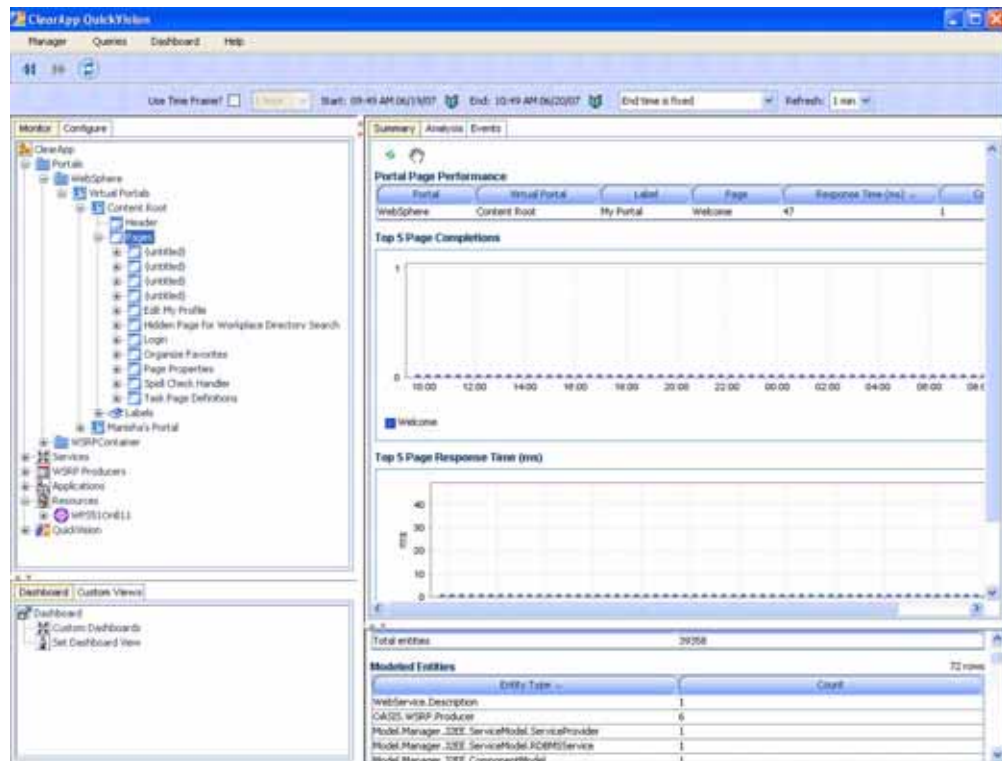 ClearApp QuickVision
Manager Queries Dashboard Help
Use Time Frame? 1 hour Start: 09:49 AM 06/19/07 End: 10:49 AM 06/20/07 End time is fixed Refresh: 1 min
Monitor Configure
ClearApp
Portals
WebSphere
Virtual Portals
Content Root
Header
Pages
(untitled)
(untitled)
(untitled)
(untitled)
Edit My Profile
Hidden Page for Workplace Directory Search
Login
Organize Favorites
Page Properties
Spell Check Handler
Task Page Definitions
Labels
Manisha's Portal
WSRPContainer
Services
WSRP Producers
Applications
Resources
QuickVision
Dashboard Custom Views
Dashboard
Custom Dashboards
Set Dashboard View
Summary Analysis Events
Portal Page Performance
Portal Virtual Portal Label Page Response Time (ms)
WebSphere Content Root My Portal Welcome 47 1
Top 5 Page Completions
1
0
10:00 12:00 14:00 16:00 18:00 20:00 22:00 00:00 02:00 04:00 06:00
Welcome
Top 5 Page Response Time (ms)
40
30
20
10
0
ms
Total entities 39358
Modeled Entities 72 rows
Entity Type Count
WebService.Description 1
OASIS.WSRP.Producer 6
Model.Manager.J2EE.ServiceModel.ServiceProvider 1
Model.Manager.J2EE.ServiceModel.RDBMSService 1
Model.Manager.J2EE.ComponentModel 1